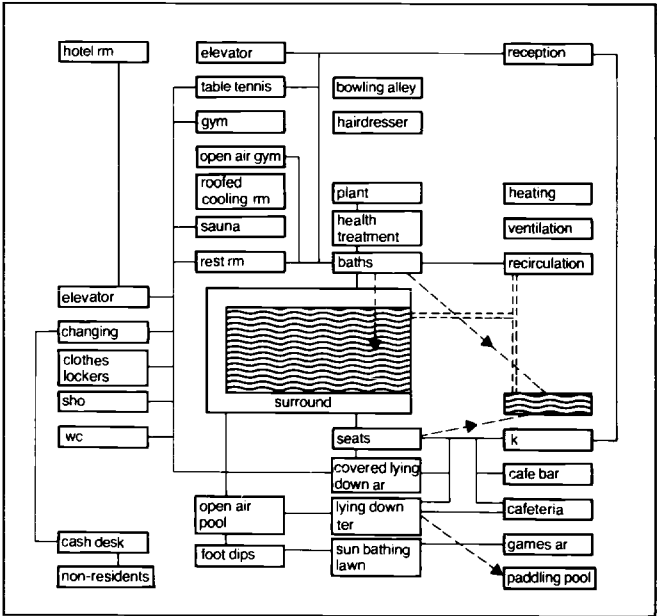 hotel rm
elevator
reception
table tennis
bowling alley
gym
hairdresser
open air gym
roofed
cooling rm
plant
heating
sauna
health
treatment
ventilation
rest rm
baths
recirculation
elevator
changing
clothes
lockers
sho
wc
surround
seats
k
covered lying
down ar
cafe bar
open air
pool
lying down
ter
cafeteria
cash desk
foot dips
sun bathing
lawn
games ar
non-residents
paddling pool